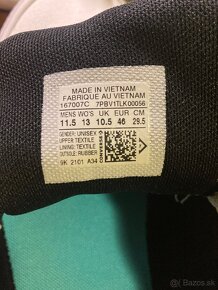 MADE IN VIETNAM
FABRIQUE AU VIETNAM
167007C 7PBV1TLK00056
MENS WO'S UK EUR CM
11.5 13 10.5 46 29.5
GENDER: UNISEX
UPPER: TEXTILE
LINING: TEXTILE
OUTSOLE: RUBBER
CONVERSE
9K 2101 A34
bazos.sk